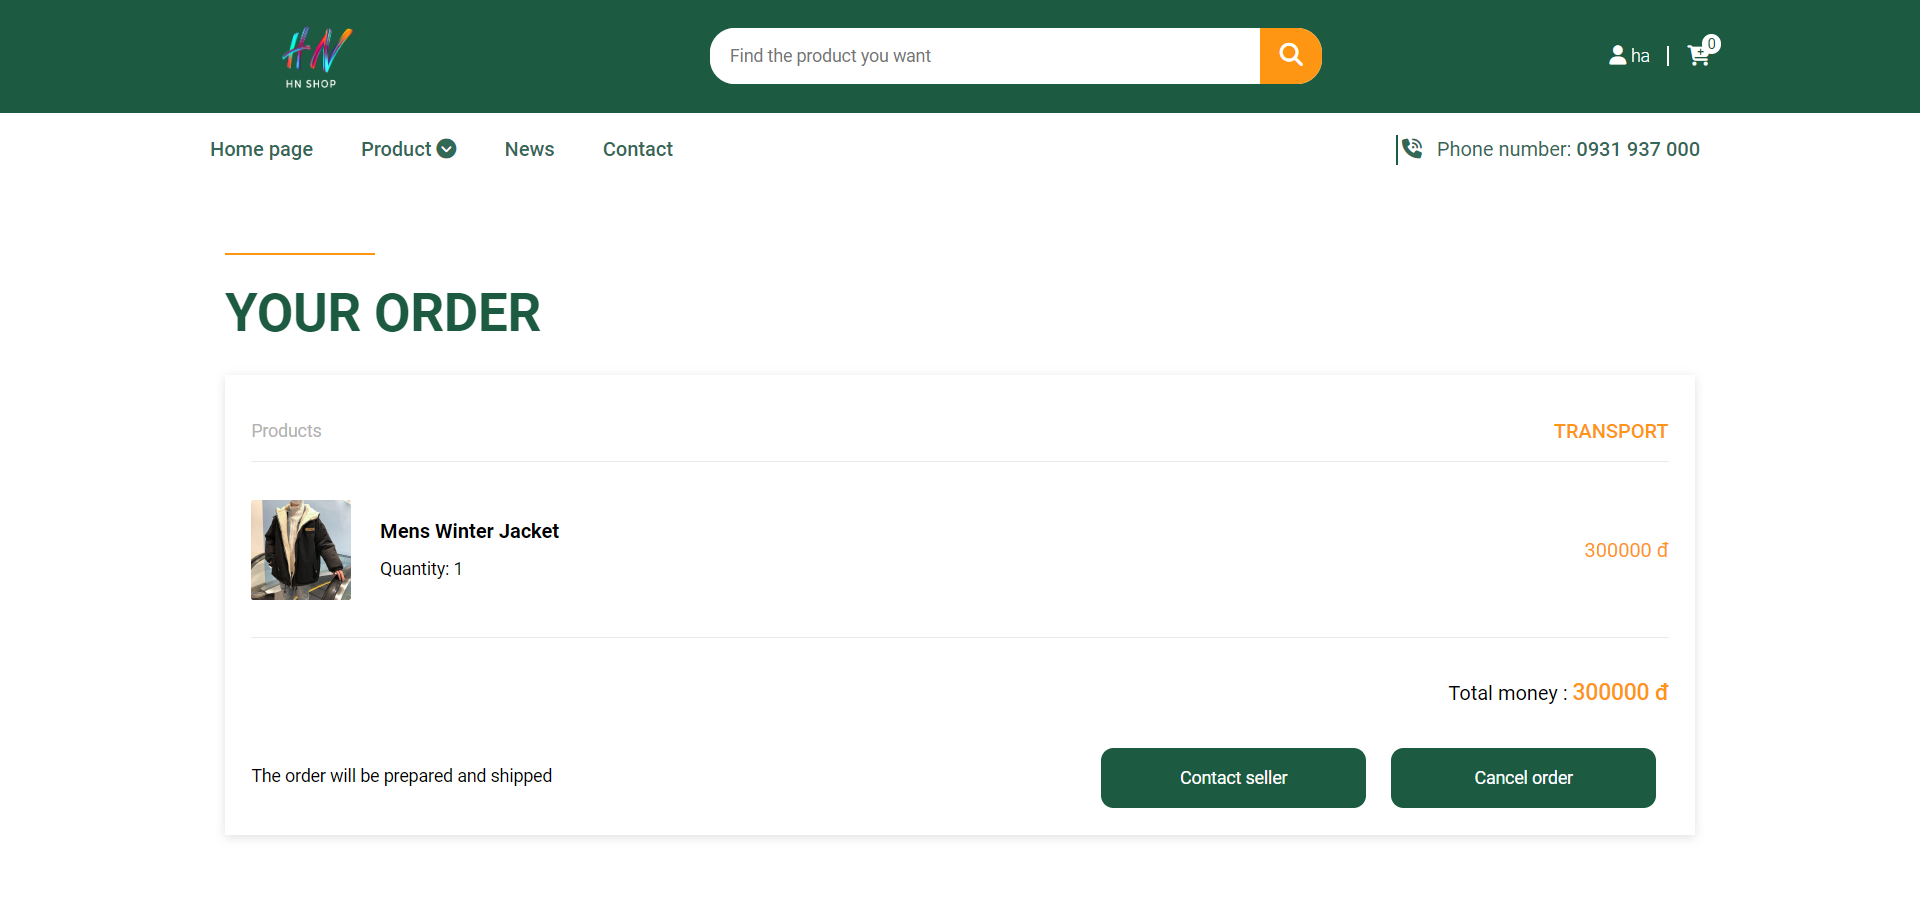 HN
HN SHOP
Find the product you want
ha
0
Home page
Product
News
Contact
Phone number: 0931 937 000
YOUR ORDER
Products
TRANSPORT
Mens Winter Jacket
Quantity: 1
300000 đ
Total money : 300000 đ
The order will be prepared and shipped
Contact seller
Cancel order